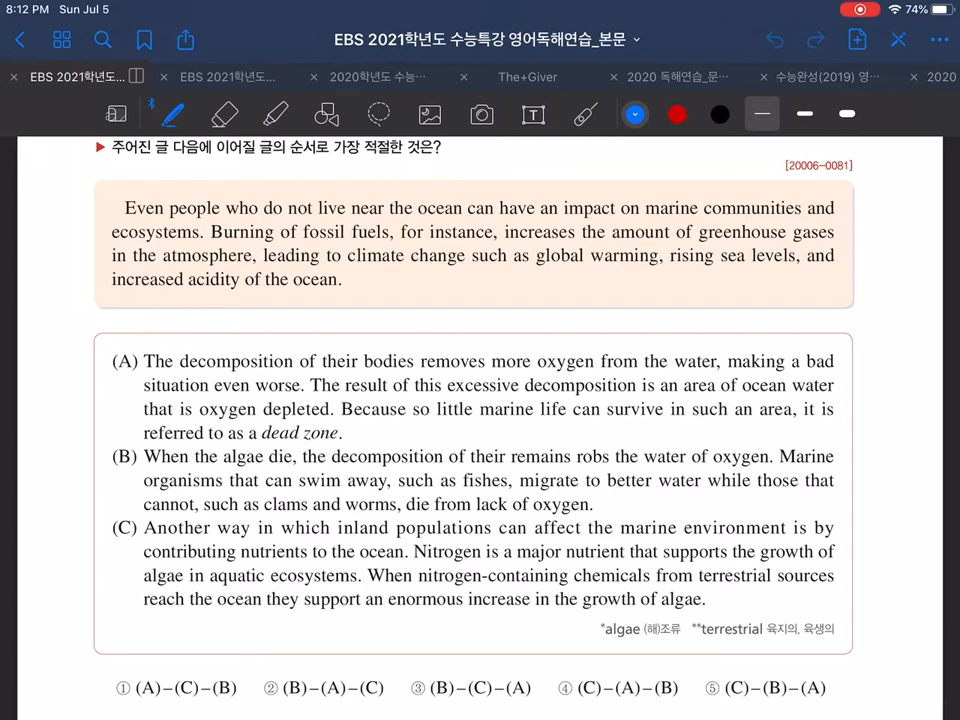 8:12 PM Sun Jul 5
74%
EBS 2021학년도 수능특강 영어독해연습_본문
EBS 2021학년도...
EBS 2021학년도...
2020학년도 수능...
The+Giver
2020 독해연습_문...
수능완성(2019) 영...
2020
▶ 주어진 글 다음에 이어질 글의 순서로 가장 적절한 것은?
[20006-0081]
Even people who do not live near the ocean can have an impact on marine communities and
ecosystems. Burning of fossil fuels, for instance, increases the amount of greenhouse gases
in the atmosphere, leading to climate change such as global warming, rising sea levels, and
increased acidity of the ocean.
(A) The decomposition of their bodies removes more oxygen from the water, making a bad
situation even worse. The result of this excessive decomposition is an area of ocean water
that is oxygen depleted. Because so little marine life can survive in such an area, it is
referred to as a dead zone.
(B) When the algae die, the decomposition of their remains robs the water of oxygen. Marine
organisms that can swim away, such as fishes, migrate to better water while those that
cannot, such as clams and worms, die from lack of oxygen.
(C) Another way in which inland populations can affect the marine environment is by
contributing nutrients to the ocean. Nitrogen is a major nutrient that supports the growth of
algae in aquatic ecosystems. When nitrogen-containing chemicals from terrestrial sources
reach the ocean they support an enormous increase in the growth of algae.
*algae (해)조류 **terrestrial 육지의, 육생의
① (A)-(C)-(B) ② (B)-(A)-(C) ③ (B)-(C)-(A) ④ (C)-(A)-(B) ⑤ (C)-(B)-(A)